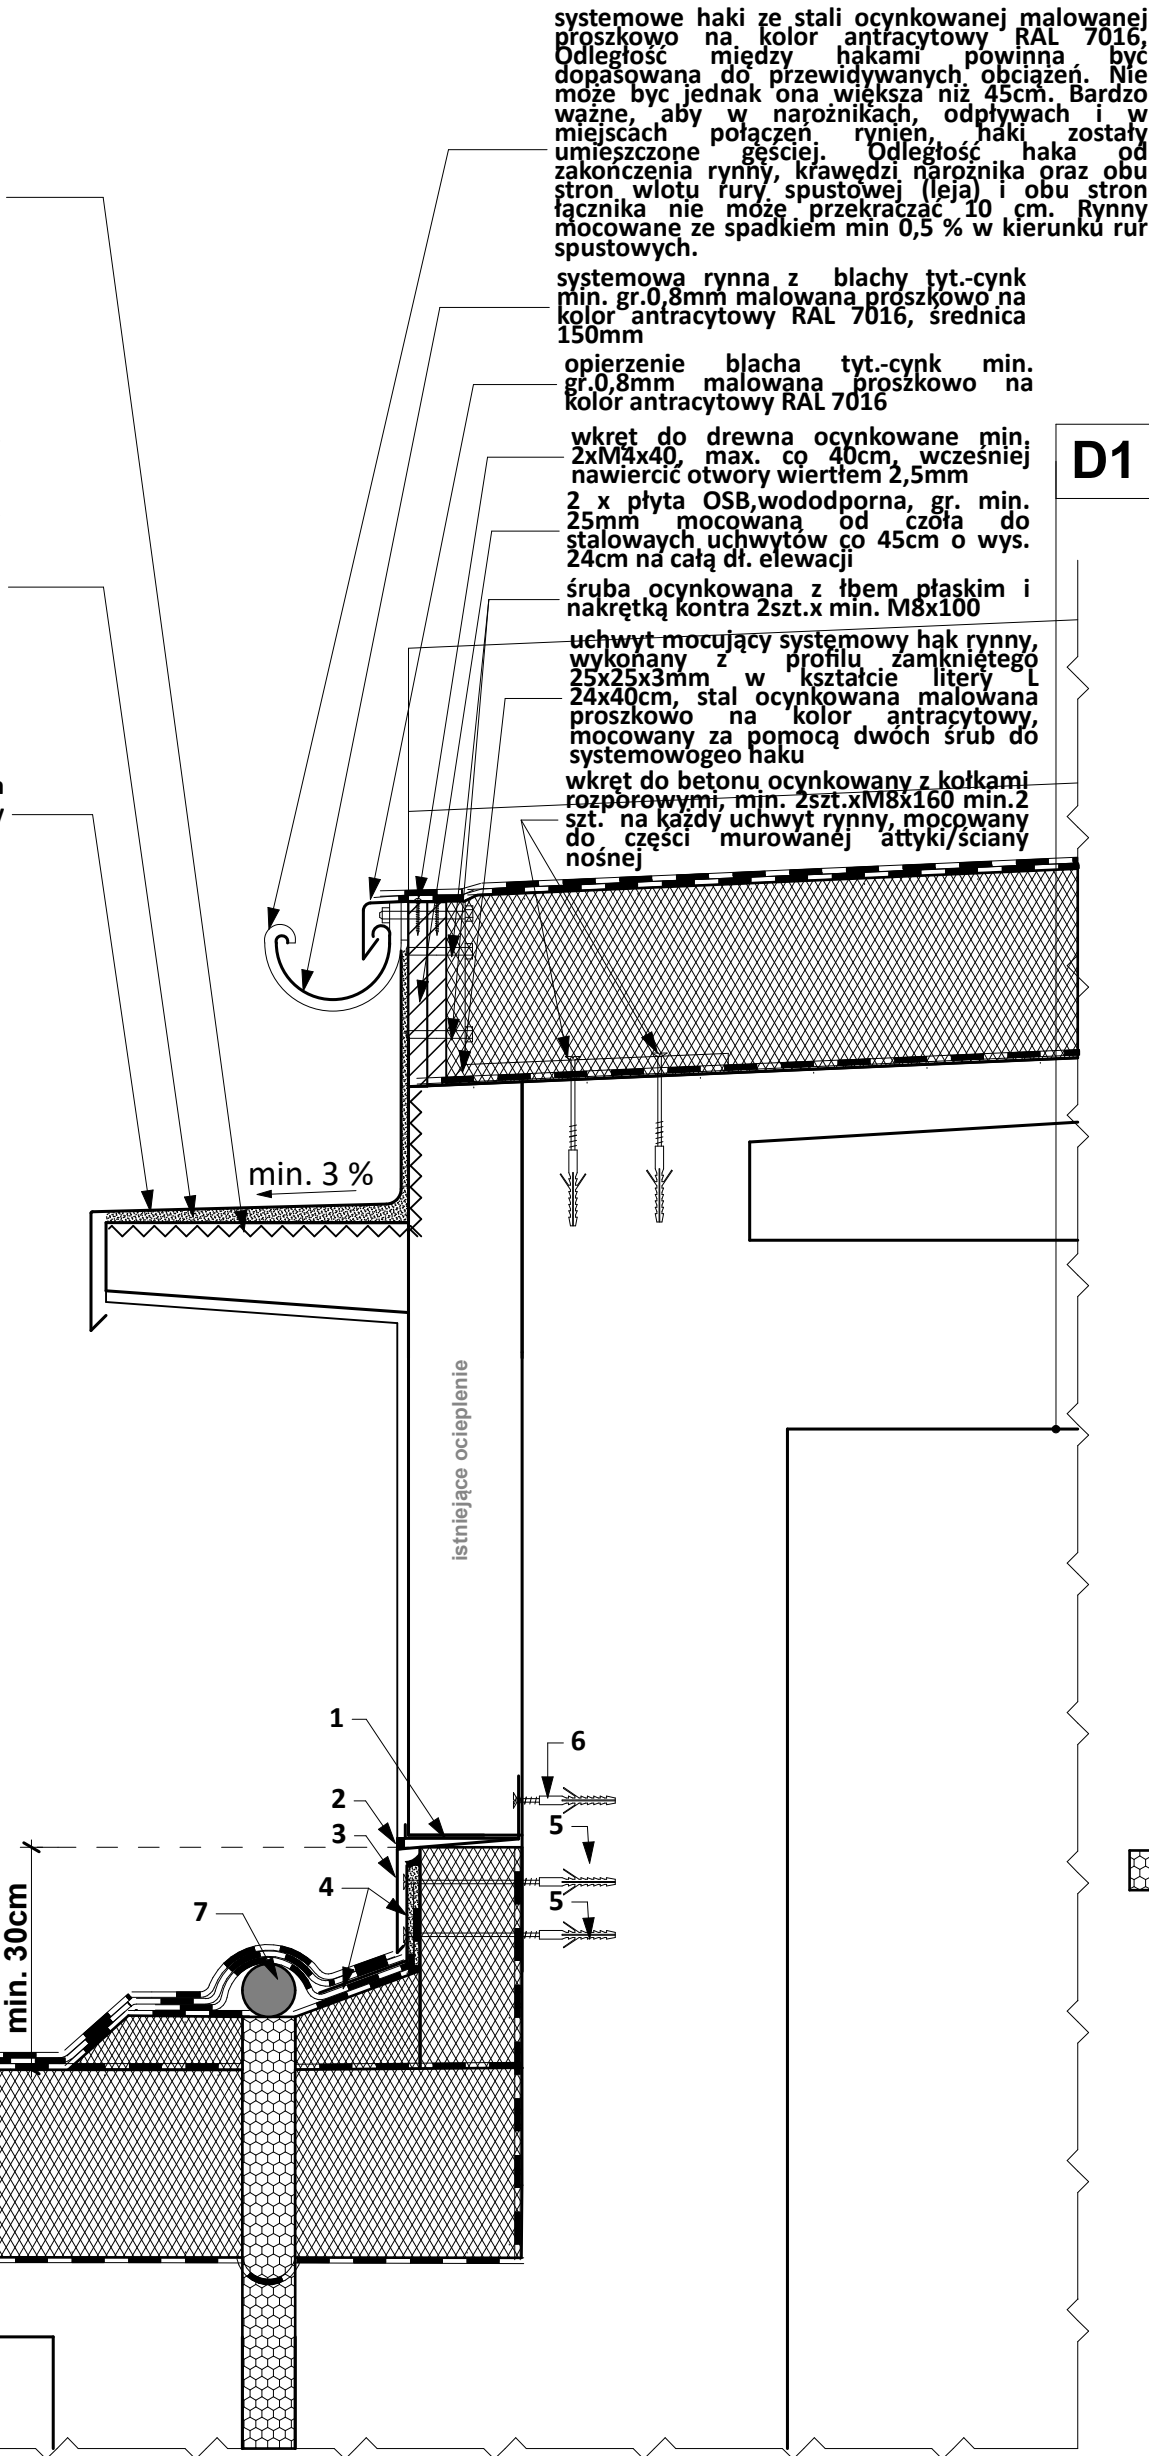 systemowe haki ze stali ocynkowanej malowanej
proszkowo na kolor antracytowy RAL 7016,
Odległość między hakami powinna być
dopasowana do przewidywanych obciążeń. Nie
może byc jednak ona większa niż 45cm. Bardzo
ważne, aby w narożnikach, odpływach i w
miejscach połączeń rynien, haki zostały
umieszczone gęściej. Odległość haka od
zakończenia rynny, krawędzi narożnika oraz obu
stron wlotu rury spustowej (leja) i obu stron
łącznika nie może przekraczać 10 cm. Rynny
mocowane ze spadkiem min 0,5 % w kierunku rur
spustowych.
systemowa rynna z blachy tyt.-cynk
min. gr.0,8mm malowana proszkowo na
kolor antracytowy RAL 7016, średnica
150mm
opierzenie blacha tyt.-cynk min.
gr.0,8mm malowana proszkowo na
kolor antracytowy RAL 7016
wkręt do drewna ocynkowane min.
2xM4x40, max. co 40cm, wcześniej
nawiercić otwory wiertłem 2,5mm
D1
2 x płyta OSB,wododporna, gr. min.
25mm mocowana od czoła do
stalowaych uchwytów co 45cm o wys.
24cm na całą dł. elewacji
śruba ocynkowana z łbem płaskim i
nakrętką kontra 2szt.x min. M8x100
uchwyt mocujący systemowy hak rynny,
wykonany z profilu zamkniętego
25x25x3mm w kształcie litery L
24x40cm, stal ocynkowana malowana
proszkowo na kolor antracytowy,
mocowany za pomocą dwóch śrub do
systemowogeo haku
wkręt do betonu ocynkowany z kołkami
rozporowymi, min. 2szt.xM8x160 min.2
szt. na każdy uchwyt rynny, mocowany
do części murowanej attyki/ściany
nośnej
min. 3 %
istniejące ocieplenie
1
6
2
5
3
4
5
7
min. 30cm